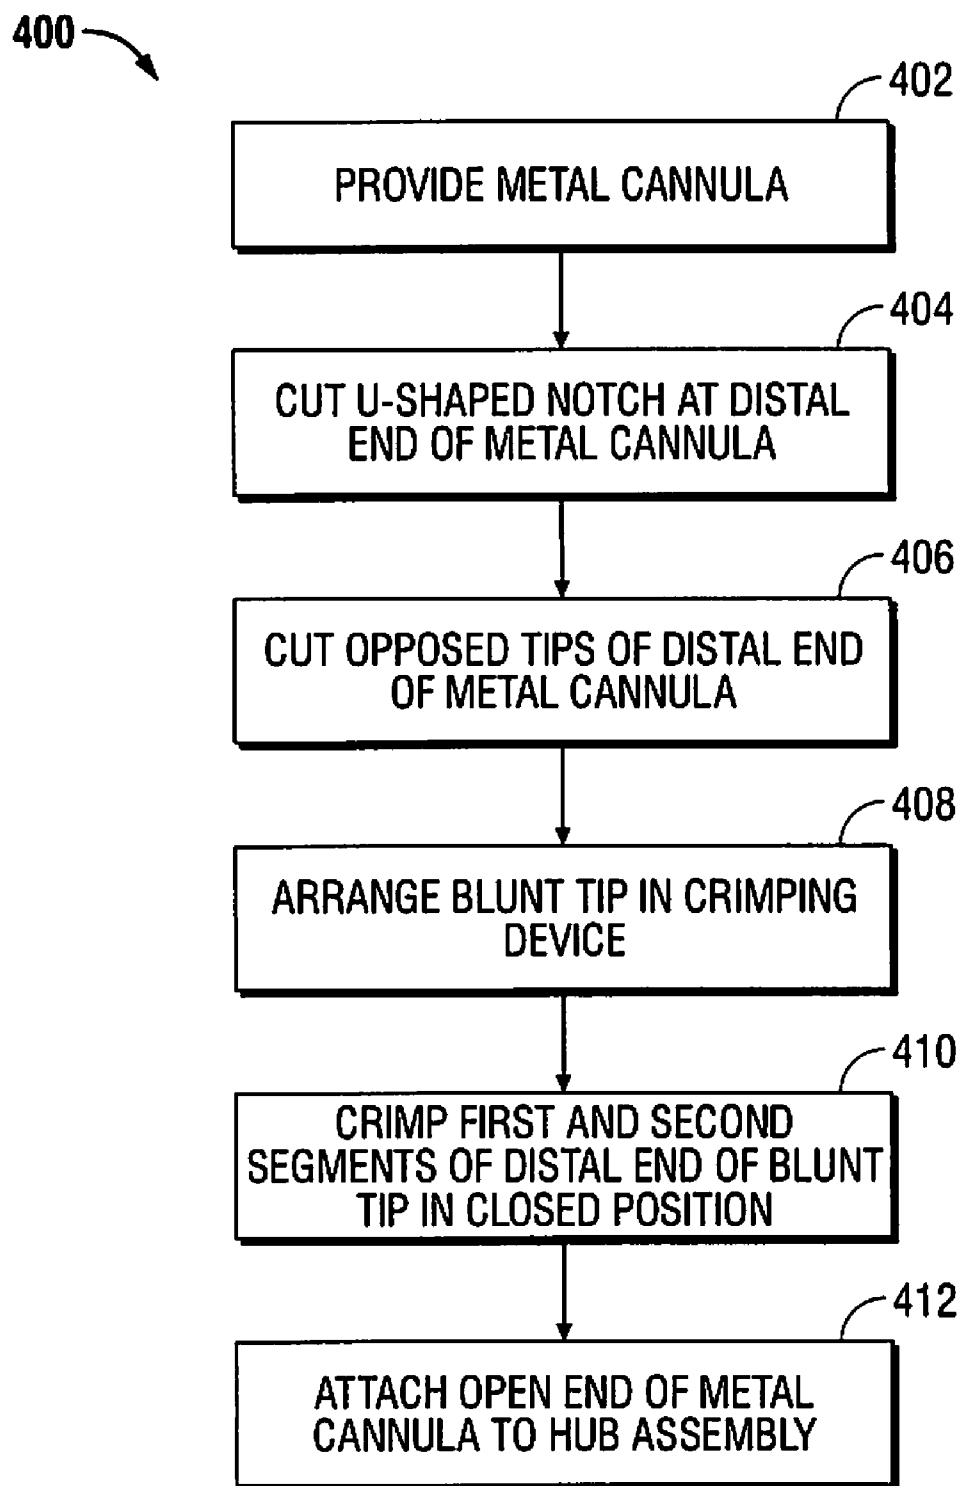 400
402
PROVIDE METAL CANNULA
404
CUT U-SHAPED NOTCH AT DISTAL
END OF METAL CANNULA
406
CUT OPPOSED TIPS OF DISTAL END
OF METAL CANNULA
408
ARRANGE BLUNT TIP IN CRIMPING
DEVICE
410
CRIMP FIRST AND SECOND
SEGMENTS OF DISTAL END OF BLUNT
TIP IN CLOSED POSITION
412
ATTACH OPEN END OF METAL
CANNULA TO HUB ASSEMBLY